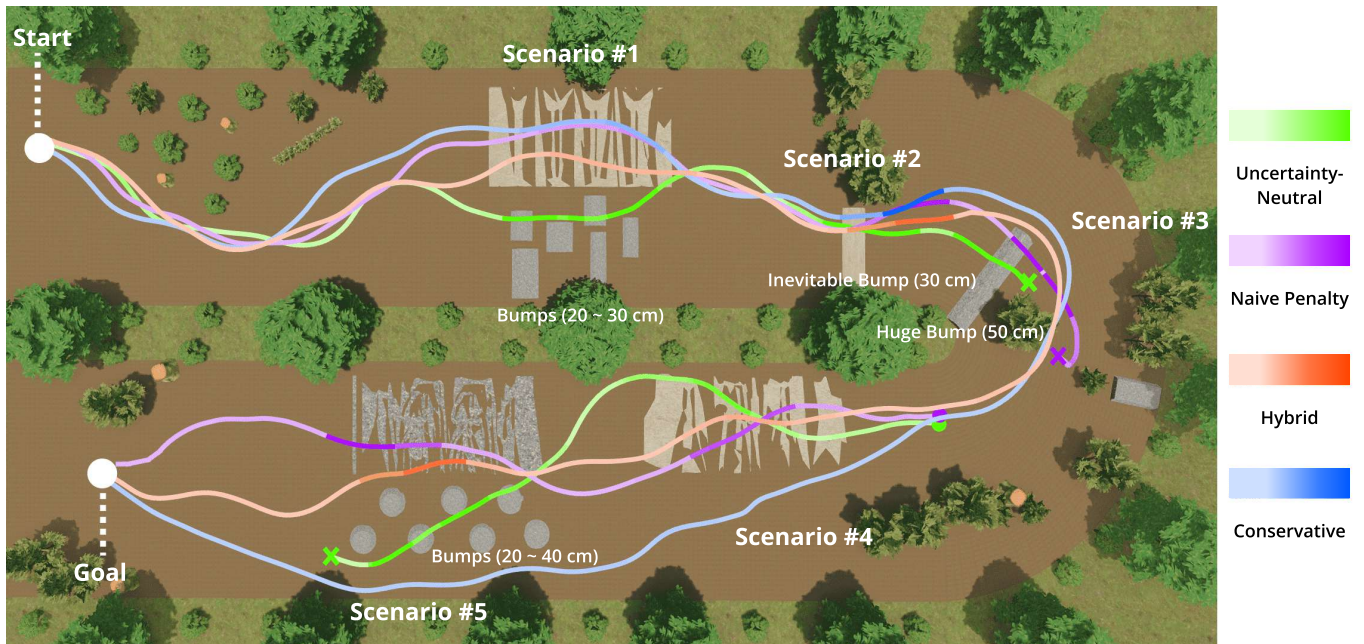 Start
Scenario #1
Scenario #2
Scenario #3
Inevitable Bump (30 cm)
Bumps (20 ~ 30 cm)
Huge Bump (50 cm)
Scenario #4
Bumps (20 ~ 40 cm)
Goal
Scenario #5
Uncertainty-
Neutral
Naive Penalty
Hybrid
Conservative